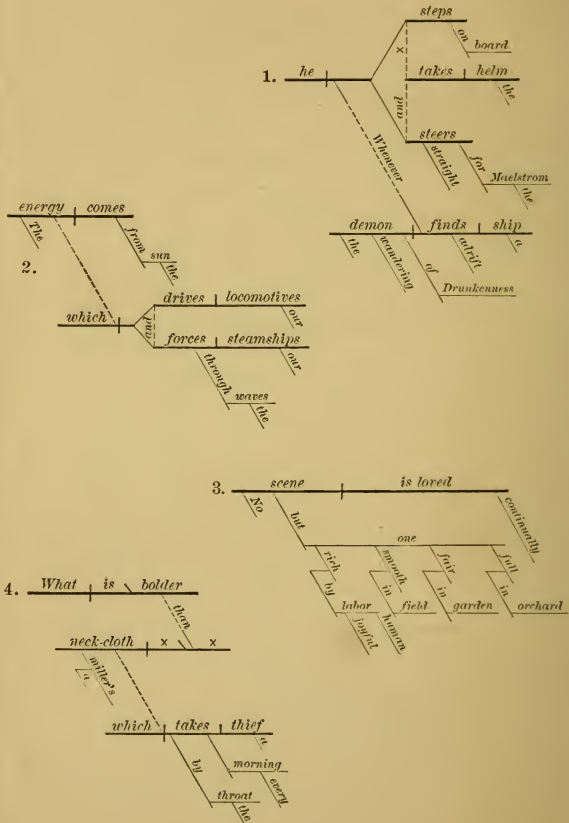 steps
on
board
x
1. he
takes helm
the
and
Whenever
steers
straight
for
Maelstrom
the
demon finds ship
the
wandering
of
adrift
a
Drunkenness
energy comes
The
from
sun
the
2.
drives locomotives
our
which
and
forces steamships
our
through
waves
the
3. scene is loved
No
but
continually
one
rich
smooth
fair
full
by
in
in
in
labor field garden orchard
joyful
human
4. What is bolder
than
neck-cloth x x
miller's
a
which takes thief
a
by
morning
every
throat
the